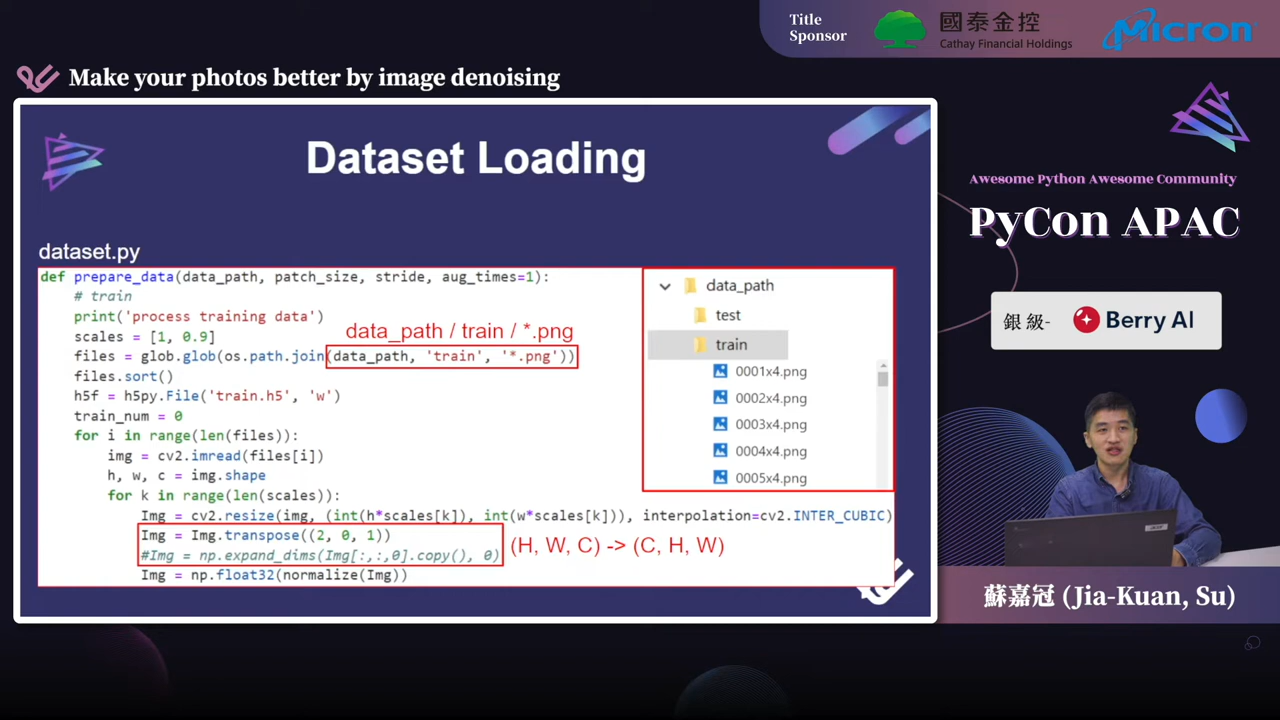 Title
Sponsor
國泰金控
Cathay Financial Holdings
Micron
Make your photos better by image denoising
Dataset Loading
dataset.py
def prepare_data(data_path, patch_size, stride, aug_times=1):
# train
print('process training data')
scales = [1, 0.9]
files = glob.glob(os.path.join(data_path, 'train', '*.png'))
files.sort()
h5f = h5py.File('train.h5', 'w')
train_num = 0
for i in range(len(files)):
img = cv2.imread(files[i])
h, w, c = img.shape
for k in range(len(scales)):
Img = cv2.resize(img, (int(h*scales[k]), int(w*scales[k])), interpolation=cv2.INTER_CUBIC)
Img = Img.transpose((2, 0, 1))
#Img = np.expand_dims(Img[:,:,0].copy(), 0)
Img = np.float32(normalize(Img))
data_path / train / *.png
(H, W, C) -> (C, H, W)
data_path
test
train
0001x4.png
0002x4.png
0003x4.png
0004x4.png
0005x4.png
Awesome Python Awesome Community
PyCon APAC
銀級- Berry AI
acer
蘇嘉冠 (Jia-Kuan, Su)